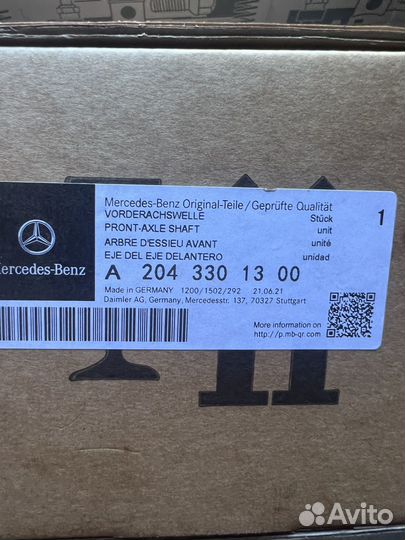 Mercedes-Benz Original-Teile/Geprüfte Qualität
VORDERACHSWELLE Stück 1
PRONT-AXLE SHAFT unit
ARBRE D'ESSIEU AVANT unité
EJE DEL EJE DELANTERO unidad
ercedes-Benz
A 204 330 13 00
Made in GERMANY 1200/1502/292 21.06.21
Daimler AG, Germany, Mercedesstr. 137, 70327 Stuttgart
More information on
http://p.mb-qr.com
Avito